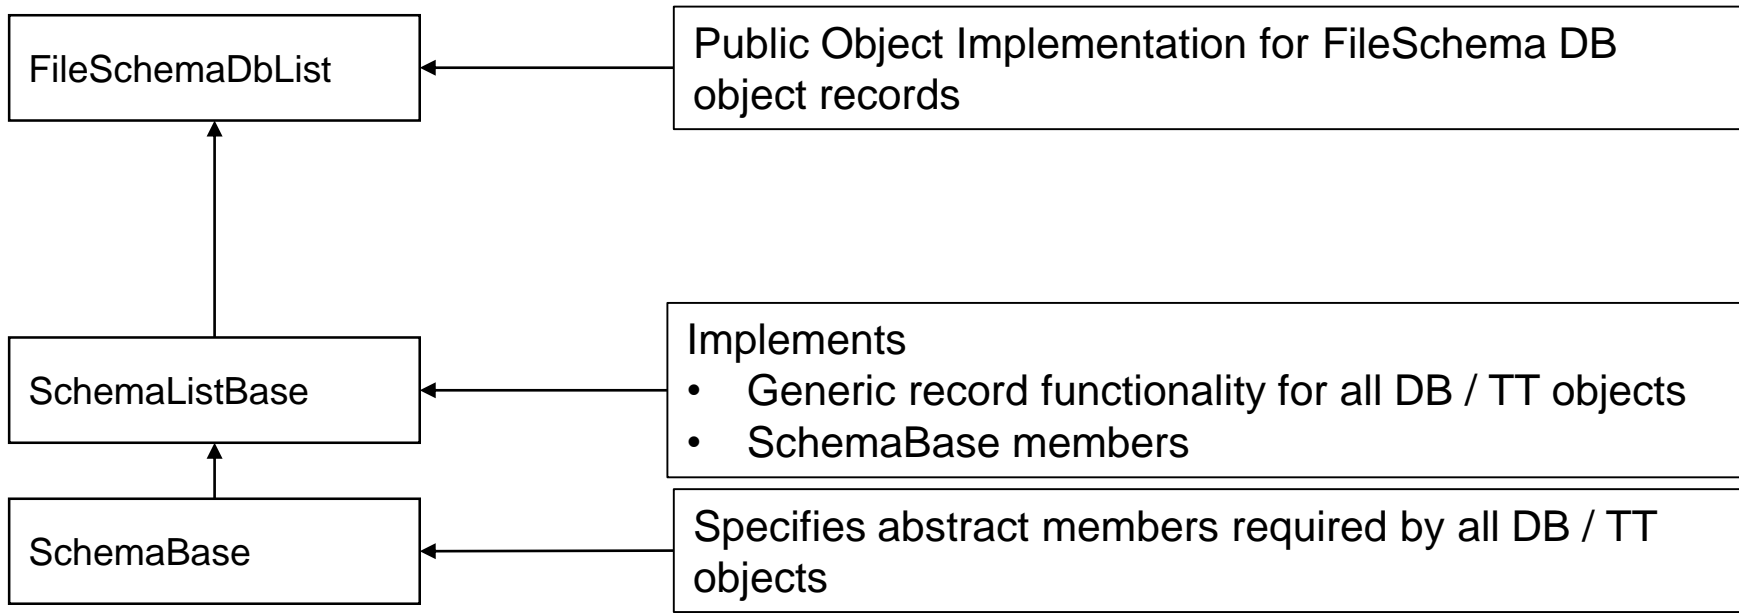 FileSchemaDbList
Public Object Implementation for FileSchema DB
object records
SchemaListBase
Implements
• Generic record functionality for all DB / TT objects
• SchemaBase members
SchemaBase
Specifies abstract members required by all DB / TT
objects